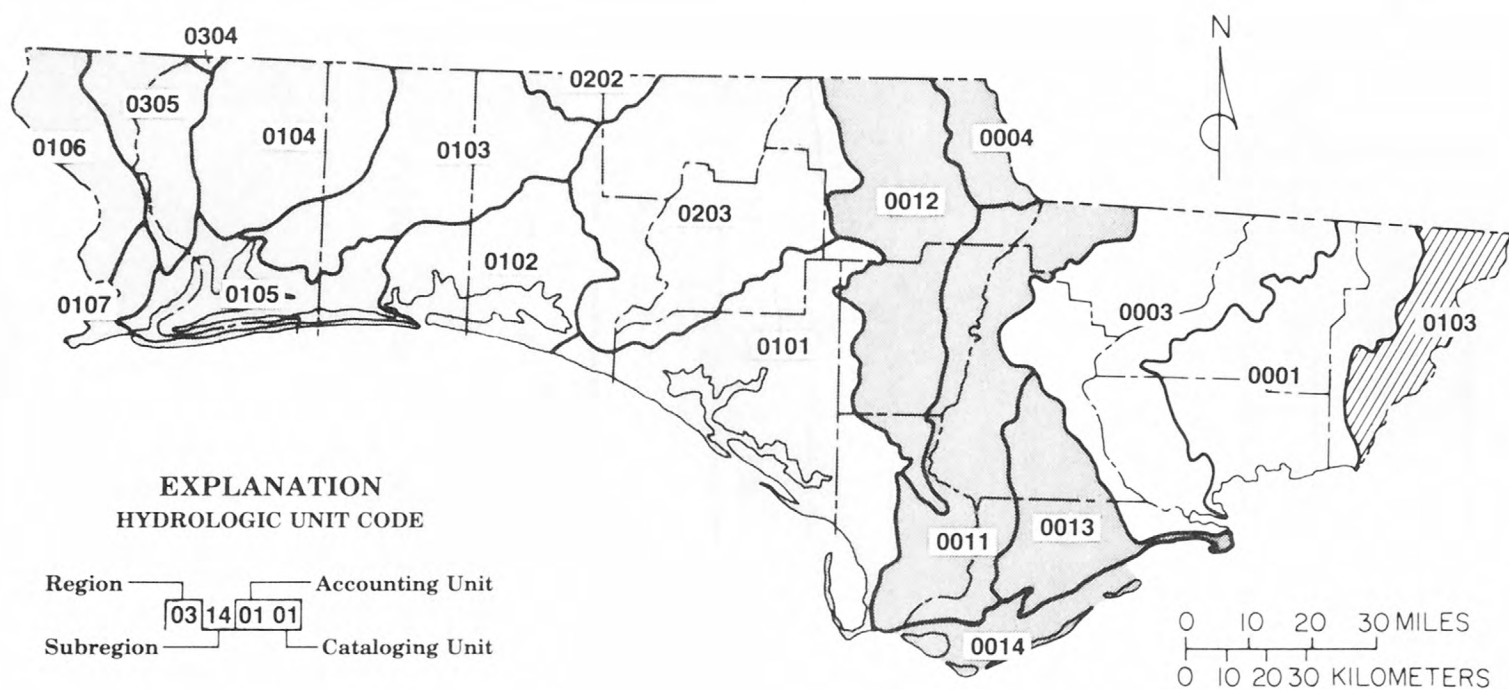 0304
N
0202
0305
0004
0104
0103
0106
0012
0203
0102
0105
0107
0003
0103
0101
0001
EXPLANATION
HYDROLOGIC UNIT CODE
0013
0011
Region
Accounting Unit
03 14 01 01
Subregion
Cataloging Unit
0014
0 10 20 30 MILES
0 10 20 30 KILOMETERS